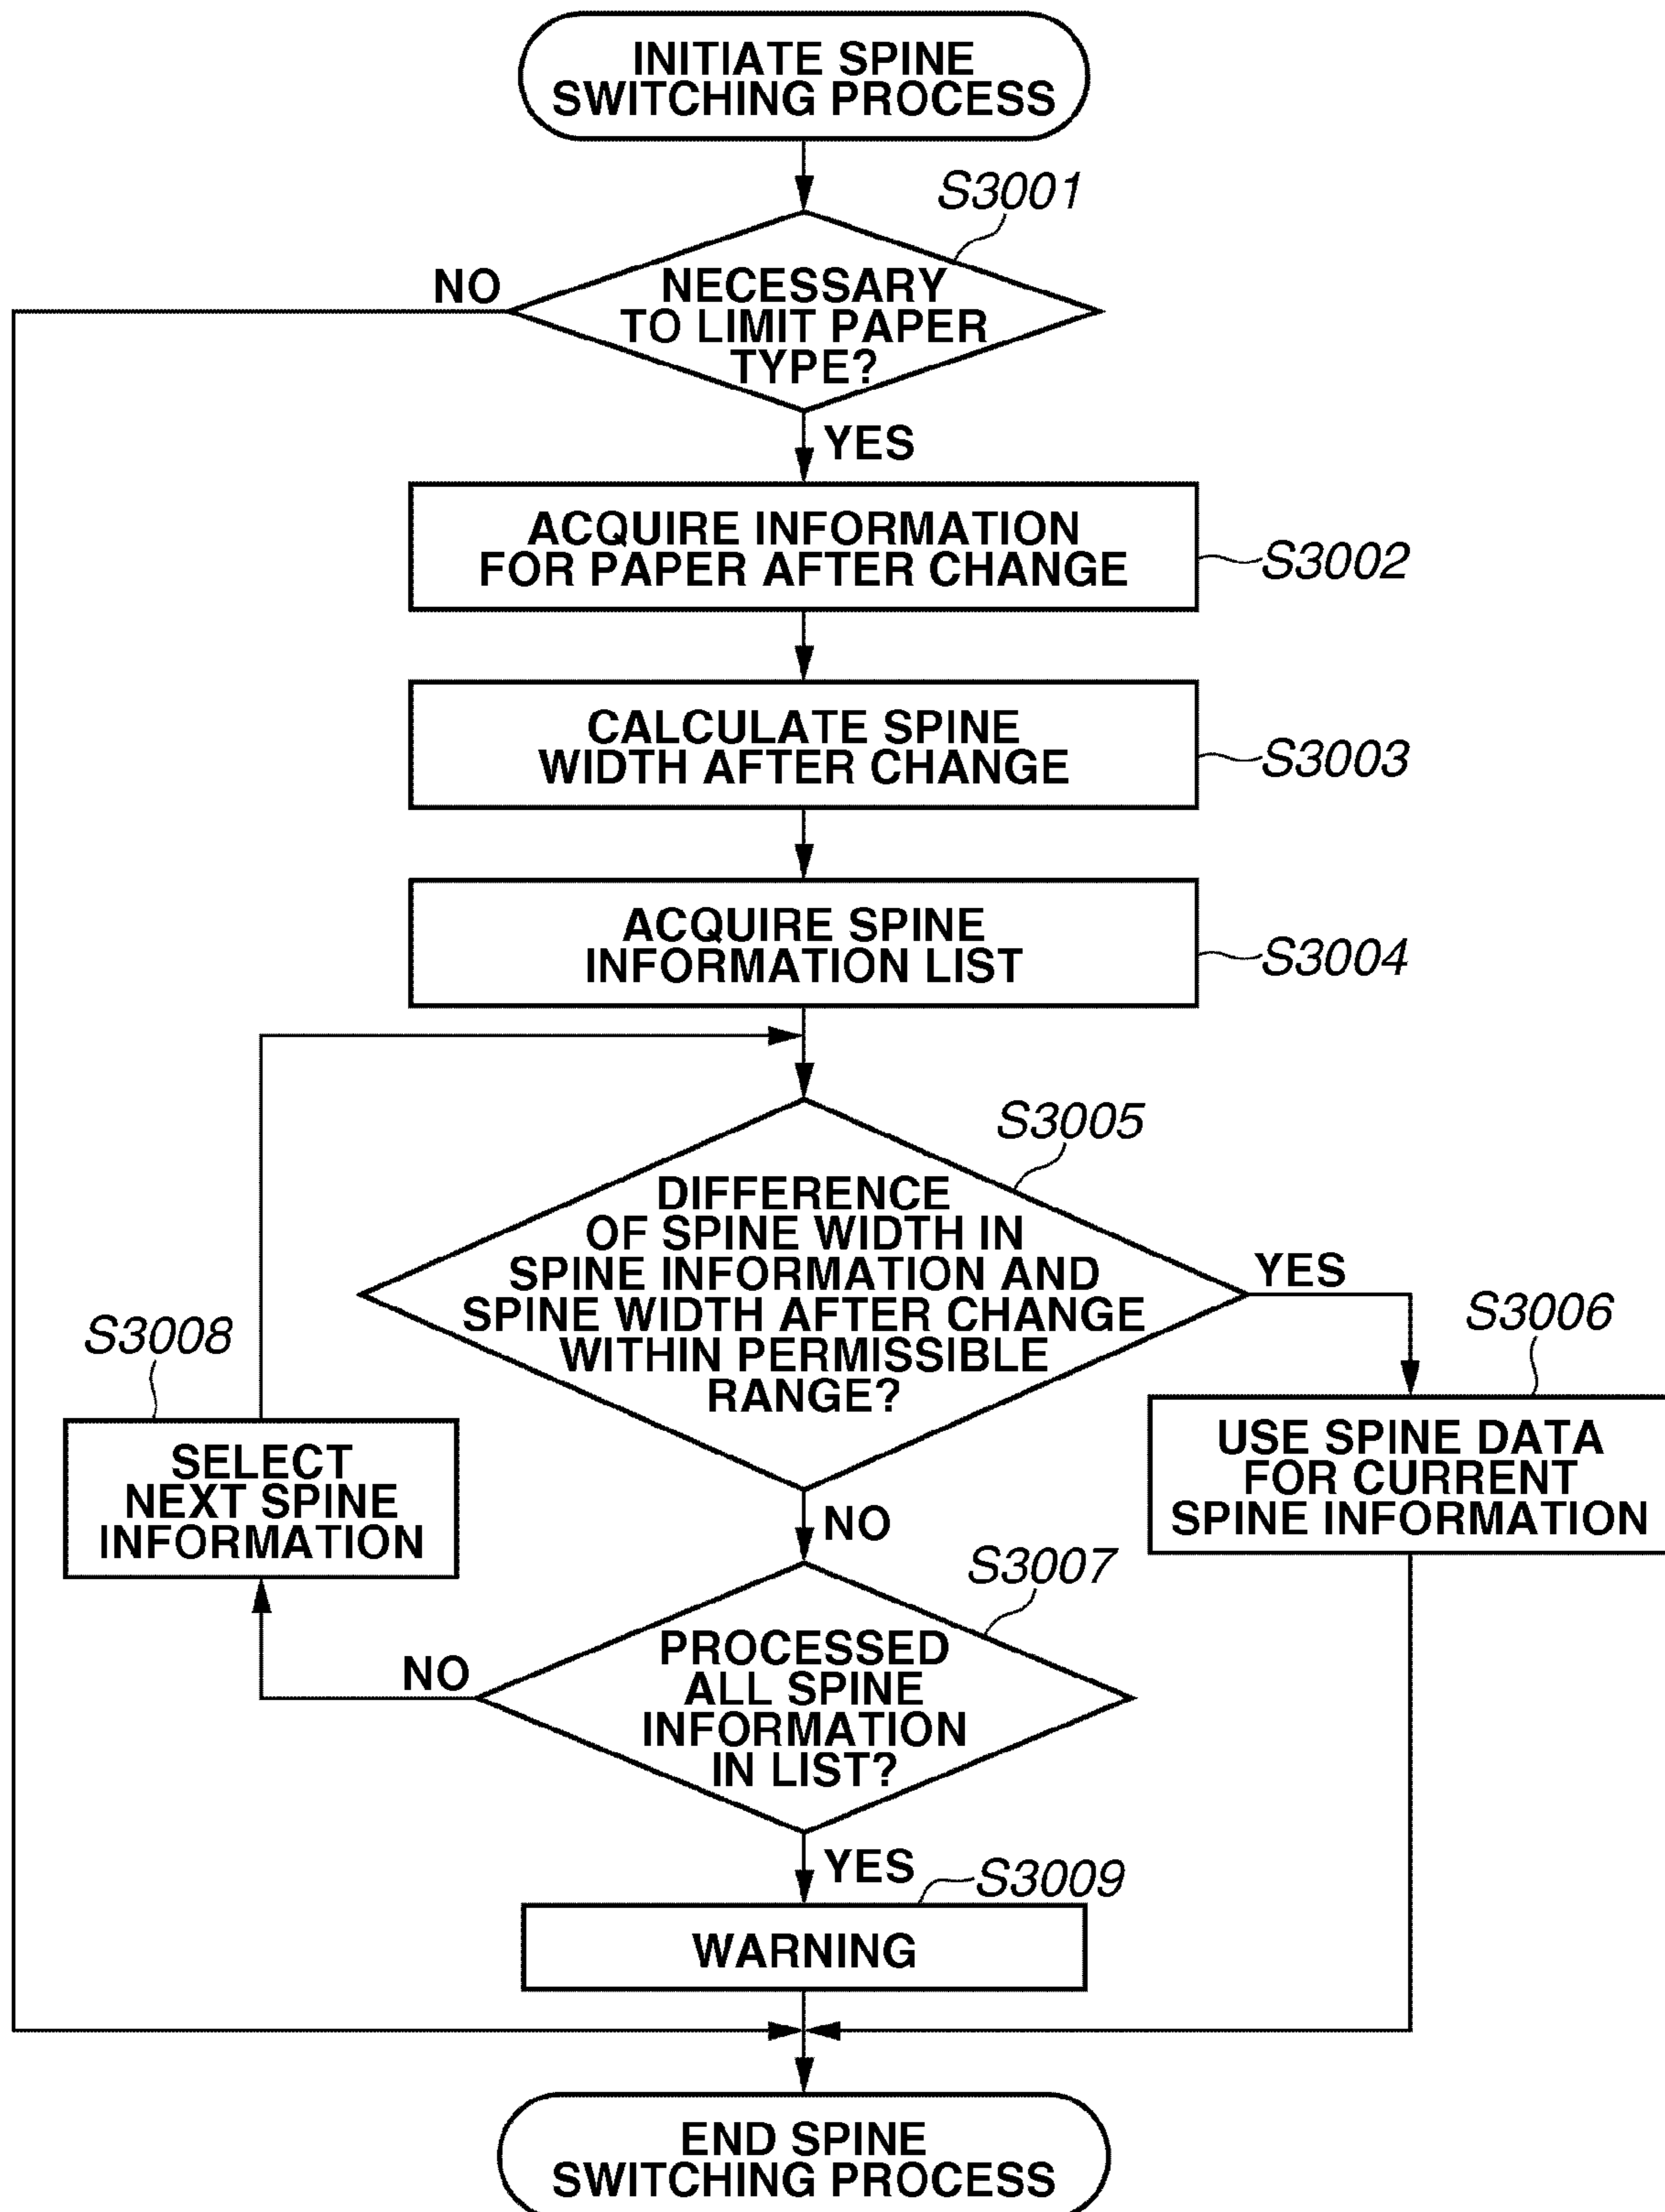 INITIATE SPINE
SWITCHING PROCESS
S3001
NO
NECESSARY
TO LIMIT PAPER
TYPE?
YES
ACQUIRE INFORMATION
FOR PAPER AFTER CHANGE
S3002
CALCULATE SPINE
WIDTH AFTER CHANGE
S3003
ACQUIRE SPINE
INFORMATION LIST
S3004
S3005
DIFFERENCE
OF SPINE WIDTH IN
SPINE INFORMATION AND
SPINE WIDTH AFTER CHANGE
WITHIN PERMISSIBLE
RANGE?
YES
S3006
USE SPINE DATA
FOR CURRENT
SPINE INFORMATION
S3008
SELECT
NEXT SPINE
INFORMATION
NO
S3007
PROCESSED
ALL SPINE
INFORMATION
IN LIST?
NO
YES
S3009
WARNING
END SPINE
SWITCHING PROCESS